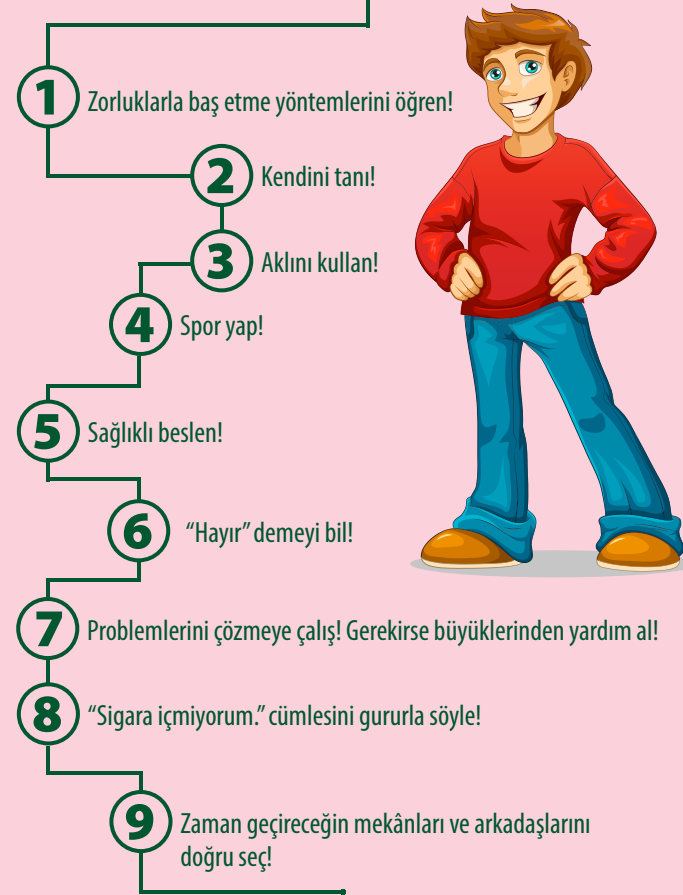 1 Zorluklarla baş etme yöntemlerini öğren!
2 Kendini tanı!
3 Aklını kullan!
4 Spor yap!
5 Sağlıklı beslen!
6 “Hayır” demeyi bil!
7 Problemlerini çözmeye çalış! Gerekirse büyüklerinden yardım al!
8 “Sigara içmiyorum.” cümlesini gururla söyle!
9 Zaman geçireceğin mekânları ve arkadaşlarını
doğru seç!